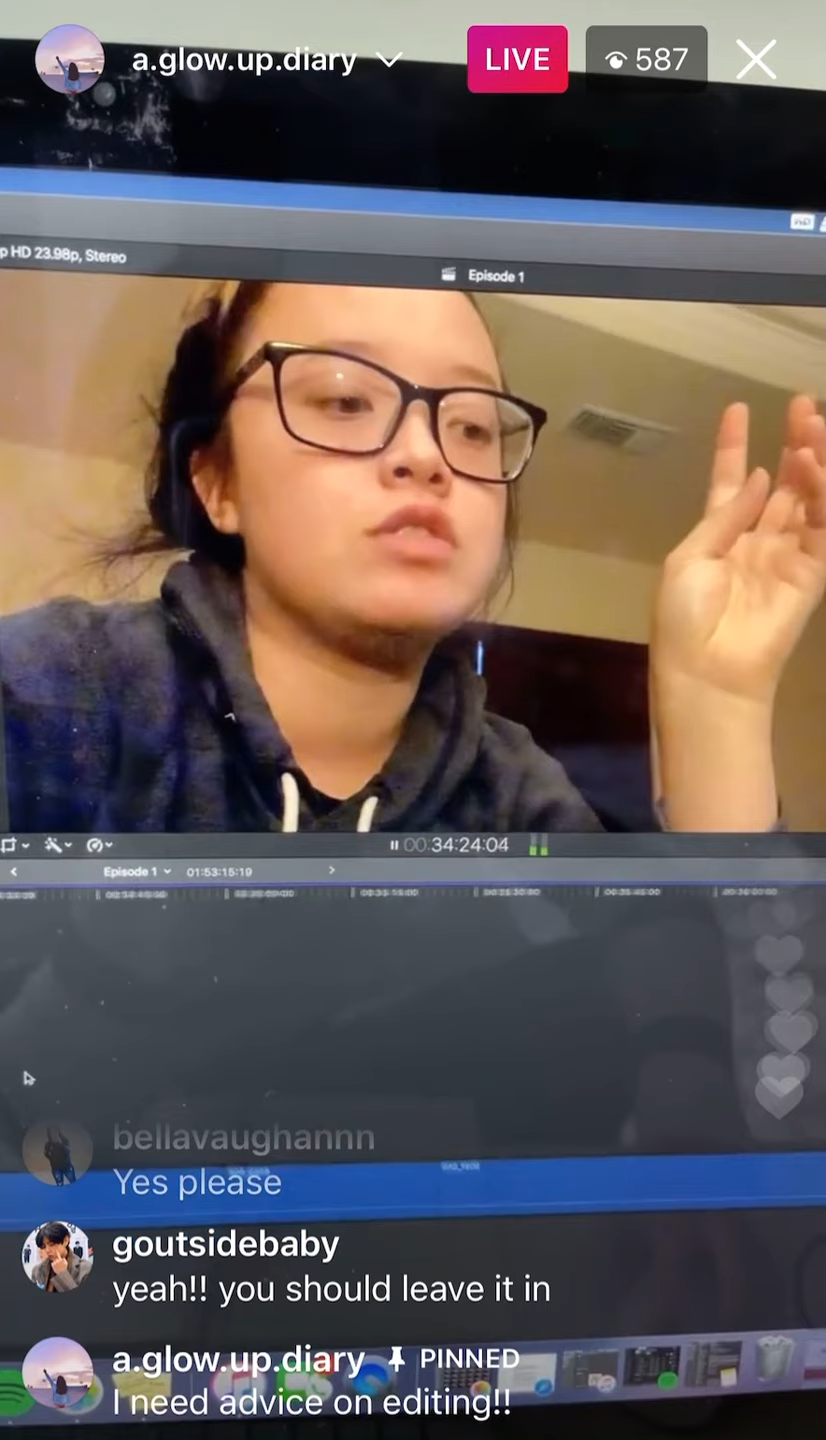 a.glow.up.diary
LIVE
587
p HD 23.98p, Stereo
HD
Episode 1
00:34:24:04
Episode 1
01:53:15:19
bellavaughannn
Yes please
goutsidebaby
yeah!! you should leave it in
a.glow.up.diary PINNED
I need advice on editing!!